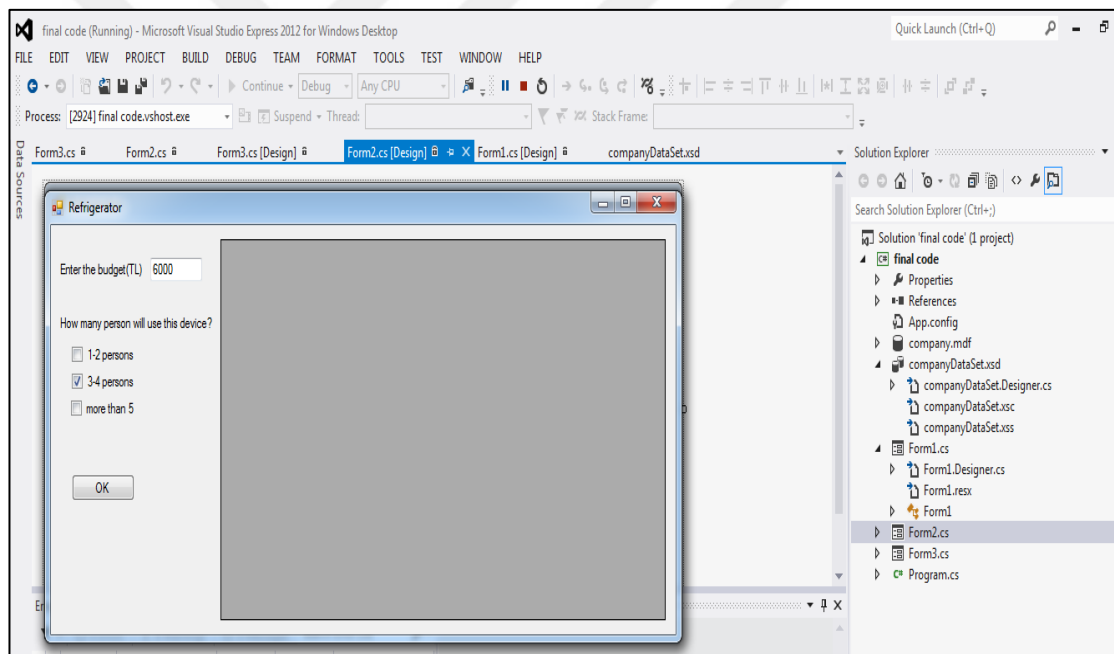 final code (Running) - Microsoft Visual Studio Express 2012 for Windows Desktop
Quick Launch (Ctrl+Q)
FILE EDIT VIEW PROJECT BUILD DEBUG TEAM FORMAT TOOLS TEST WINDOW HELP
Continue Debug Any CPU
Process: [2924] final code.vshost.exe Suspend Thread: Stack Frame:
Data Sources
Form3.cs Form2.cs Form3.cs [Design] Form2.cs [Design] Form1.cs [Design] companyDataSet.xsd
Refrigerator
Enter the budget(TL) 6000
How many person will use this device?
1-2 persons
3-4 persons
more than 5
OK
Solution Explorer
Search Solution Explorer (Ctrl+;)
Solution 'final code' (1 project)
C# final code
Properties
References
App.config
company.mdf
companyDataSet.xsd
companyDataSet.Designer.cs
companyDataSet.xsc
companyDataSet.xss
Form1.cs
Form1.Designer.cs
Form1.resx
Form1
Form2.cs
Form3.cs
C# Program.cs